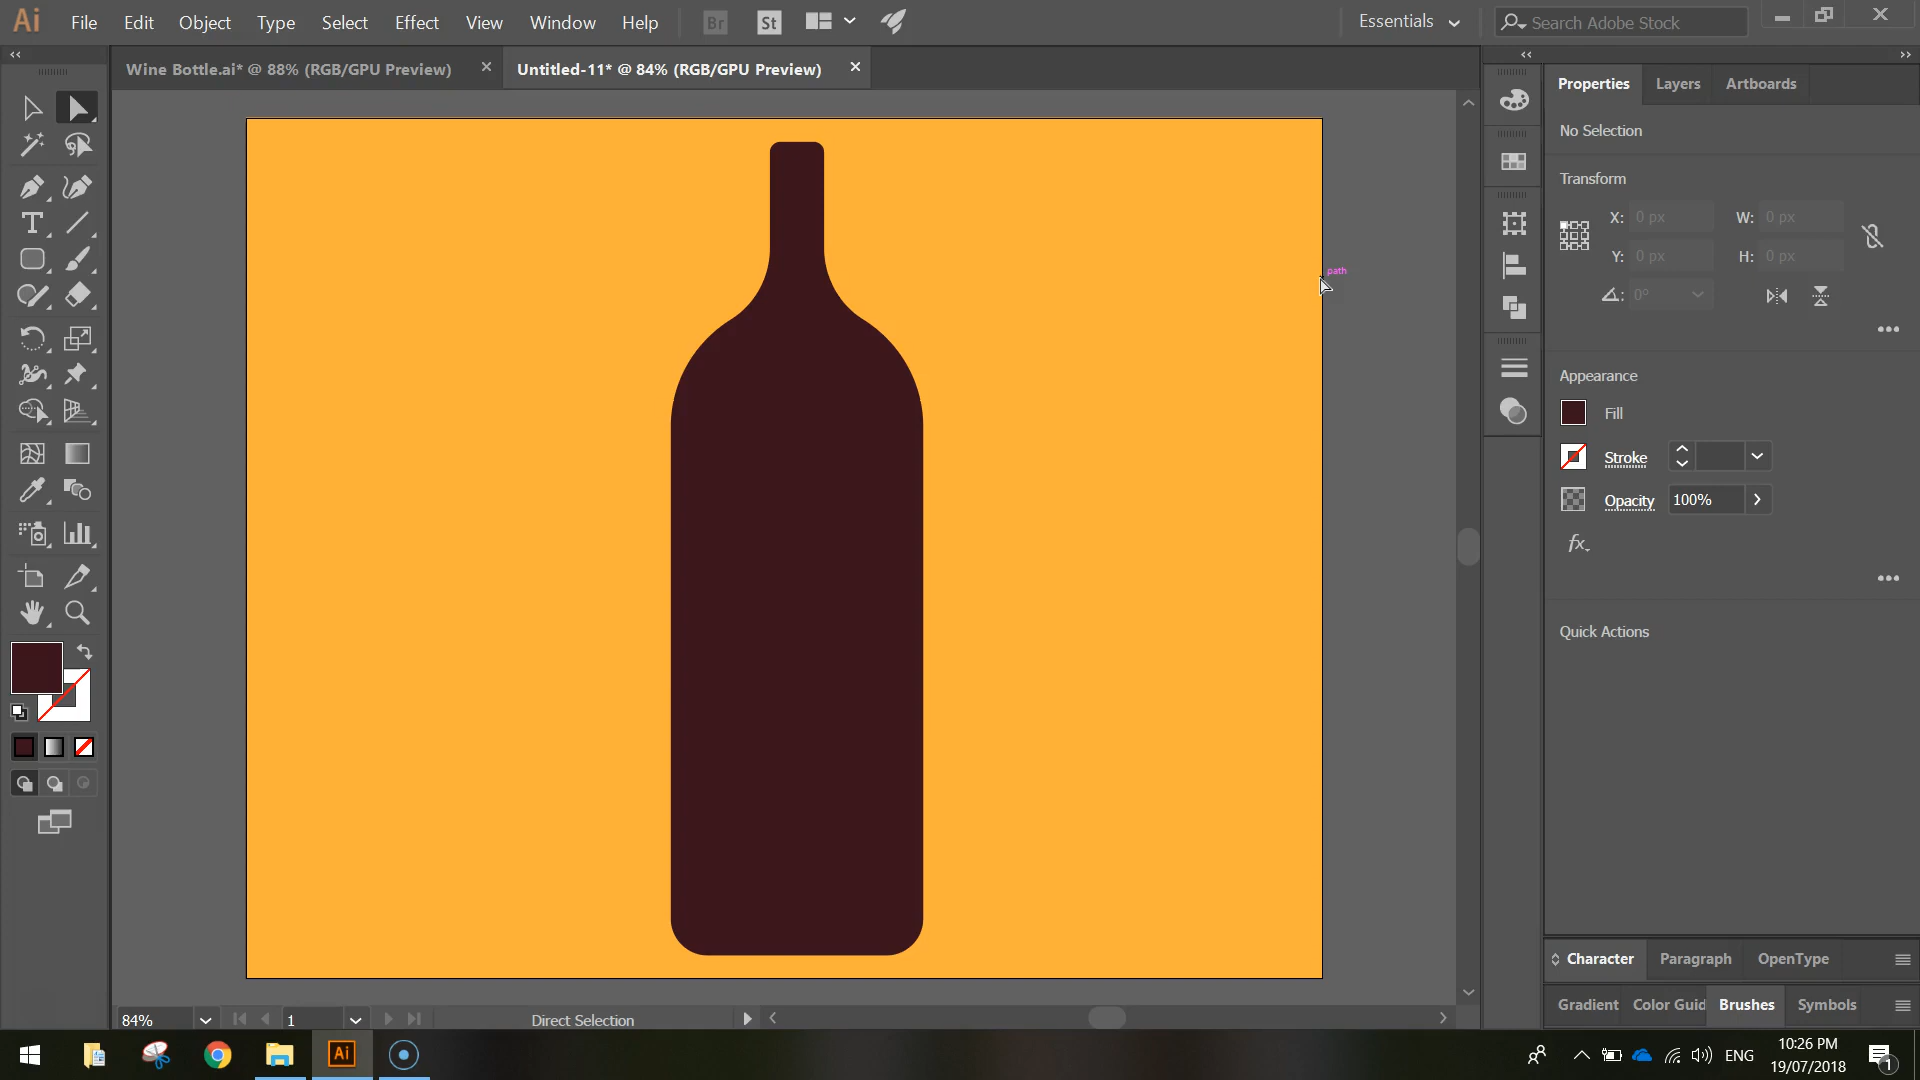 Ai File Edit Object Type Select Effect View Window Help Br St Essentials Search Adobe Stock
Wine Bottle.ai* @ 88% (RGB/GPU Preview) Untitled-11* @ 84% (RGB/GPU Preview)
Properties Layers Artboards
No Selection
Transform
X: 0 px W: 0 px
Y: 0 px H: 0 px
0°
path
Appearance
Fill
Stroke
Opacity 100%
fx
Quick Actions
Character Paragraph OpenType
Gradient Color Guid Brushes Symbols
84% 1 Direct Selection
Ai ENG 10:26 PM
19/07/2018 1